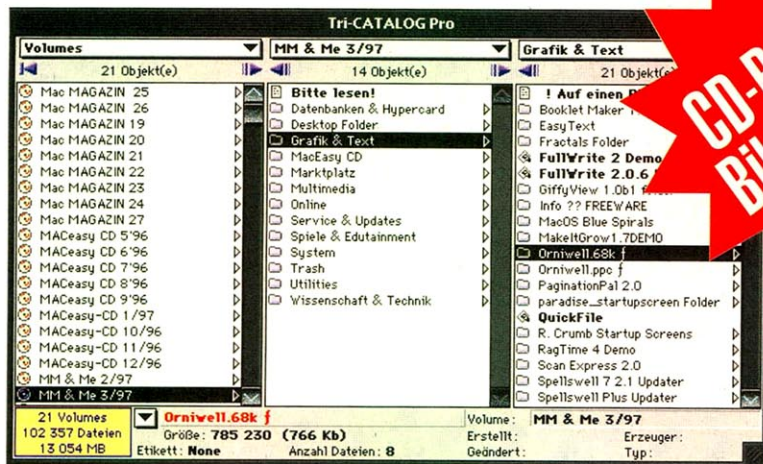 Tri-CATALOG Pro
Volumes
21 Objekt(e)
Mac MAGAZIN 25
Mac MAGAZIN 26
Mac MAGAZIN 19
Mac MAGAZIN 20
Mac MAGAZIN 21
Mac MAGAZIN 22
Mac MAGAZIN 23
Mac MAGAZIN 24
Mac MAGAZIN 27
MACeasy CD 5'96
MACeasy CD 6'96
MACeasy CD 7'96
MACeasy CD 8'96
MACeasy CD 9'96
MACeasy-CD 1/97
MACeasy-CD 10/96
MACeasy-CD 11/96
MACeasy-CD 12/96
MM & Me 2/97
MM & Me 3/97
MM & Me 3/97
14 Objekt(e)
Bitte lesen!
Datenbanken & Hypercard
Desktop Folder
Grafik & Text
MacEasy CD
Marktplatz
Multimedia
Online
Service & Updates
Spiele & Edutainment
System
Trash
Utilities
Wissenschaft & Technik
Grafik & Text
21 Objekt(e)
! Auf einen
Booklet Maker
EasyText
Fractals Folder
FullWrite 2 Demo
FullWrite 2.0.6
GiffyView 1.0b1
Info ?? FREEWARE
MacOS Blue Spirals
MakeItGrow1.7DEMO
Orniwell.68k ƒ
Orniwell.ppc ƒ
PaginationPal 2.0
paradise_startupscreen Folder
QuickFile
R. Crumb Startup Screens
RagTime 4 Demo
Scan Express 2.0
Spellswell 7 2.1 Updater
Spellswell Plus Updater
CD-R
Bi
21 Volumes
102 357 Dateien
13 054 MB
Orniwell.68k ƒ
Größe: 785 230 (766 Kb)
Etikett: None
Anzahl Dateien: 8
Volume: MM & Me 3/97
Erstellt:
Erzeuger:
Geändert:
Typ: